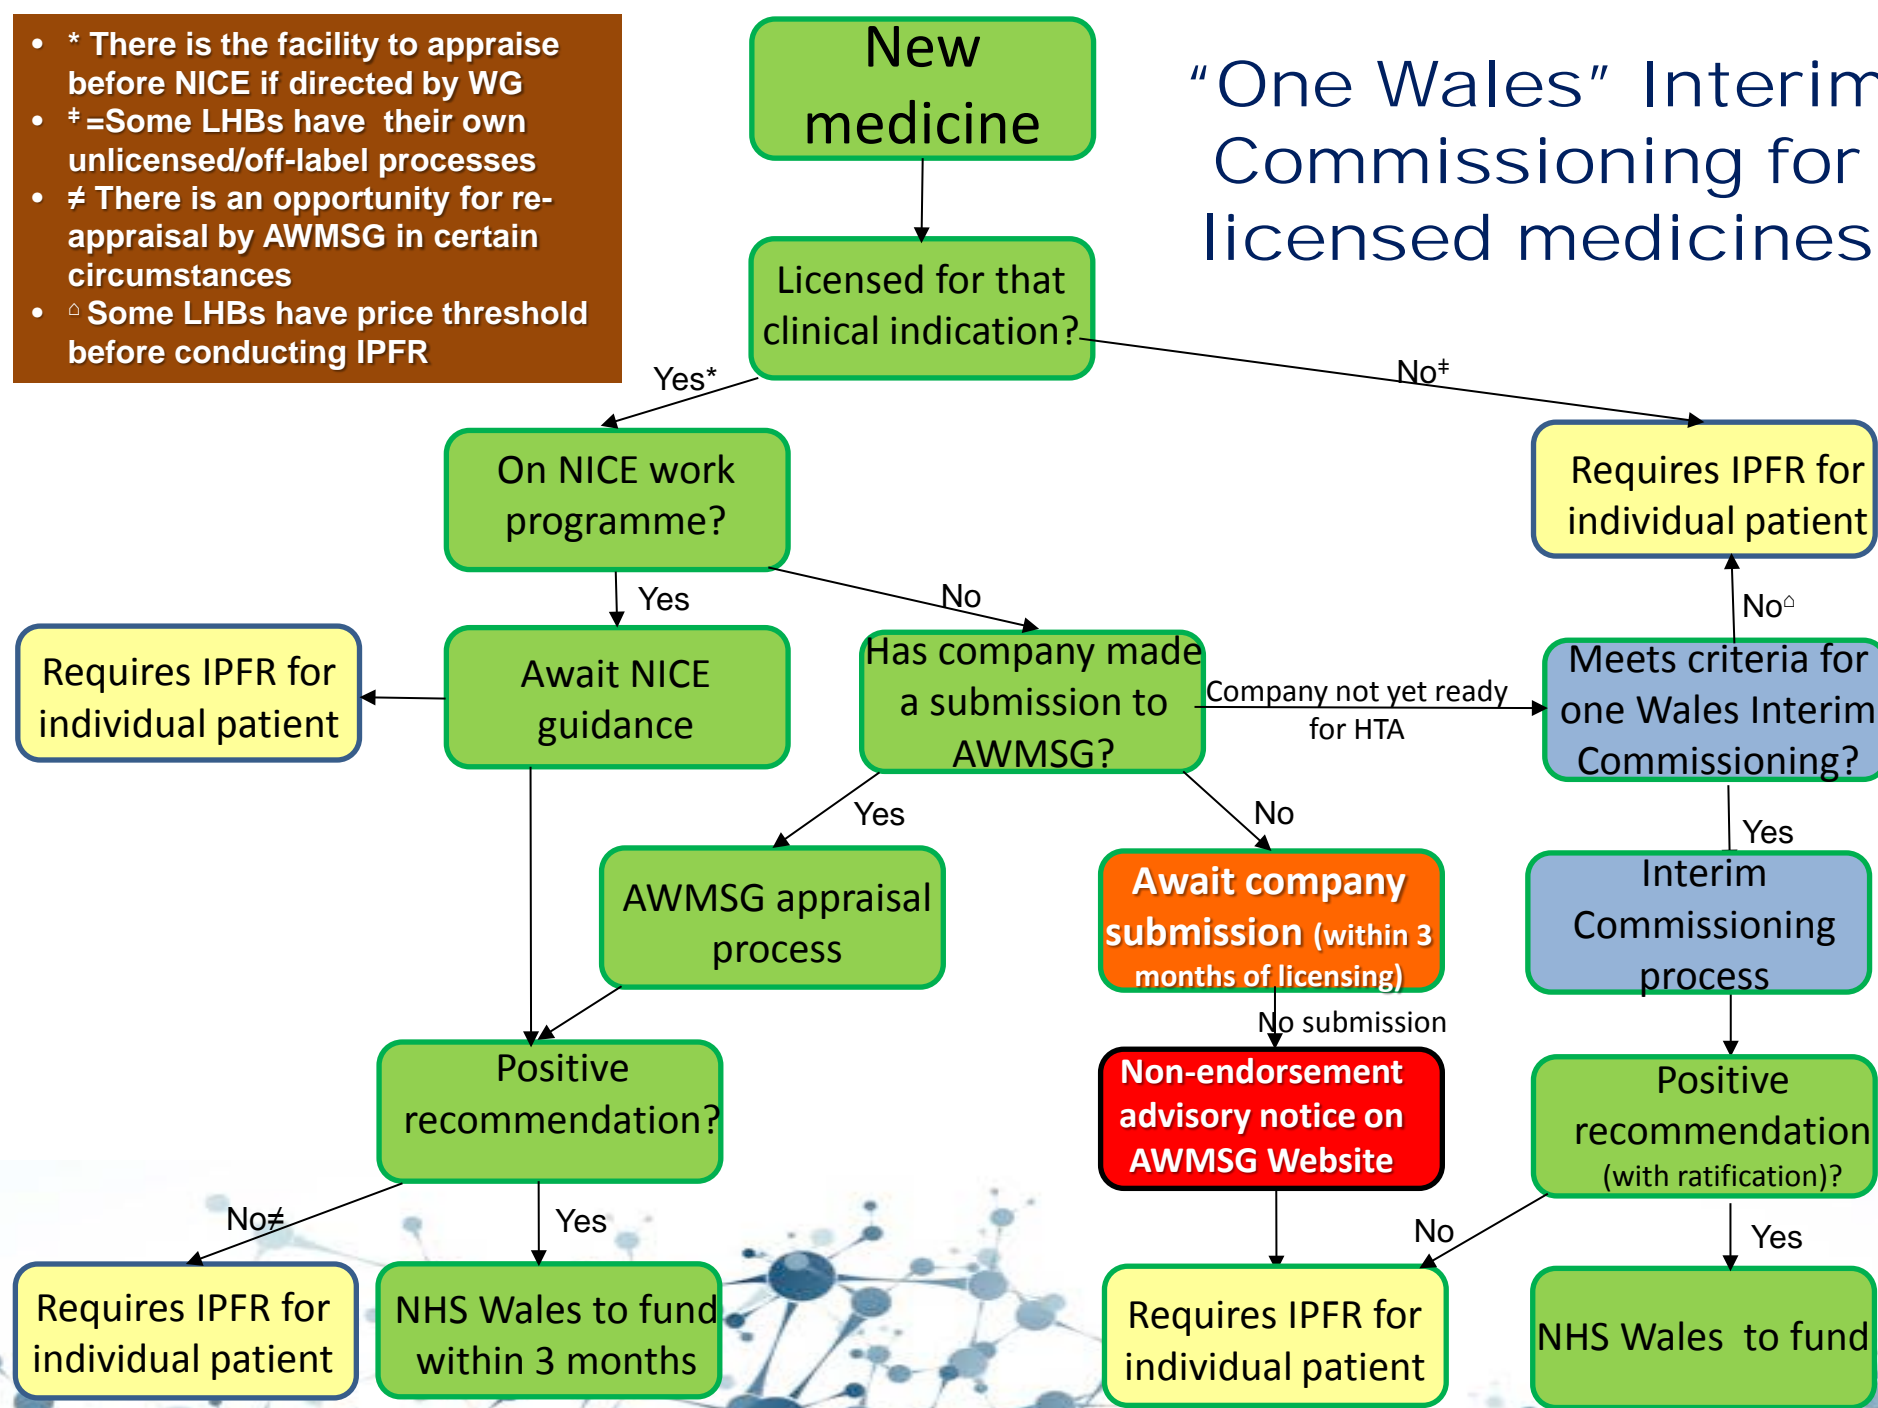 • * There is the facility to appraise
before NICE if directed by WG
• ‡ =Some LHBs have their own
unlicensed/off-label processes
• ≠ There is an opportunity for re-
appraisal by AWMSG in certain
circumstances
• ⌂ Some LHBs have price threshold
before conducting IPFR
New
medicine
“One Wales” Interim
Commissioning for
licensed medicines
Licensed for that
clinical indication?
Yes*
No‡
On NICE work
programme?
Requires IPFR for
individual patient
Yes
No
No⌂
Requires IPFR for
individual patient
Await NICE
guidance
Has company made
a submission to
AWMSG?
Company not yet ready
for HTA
Meets criteria for
one Wales Interim
Commissioning?
Yes
No
Yes
AWMSG appraisal
process
Await company
submission (within 3
months of licensing)
Interim
Commissioning
process
No submission
Positive
recommendation?
Non-endorsement
advisory notice on
AWMSG Website
Positive
recommendation
(with ratification)?
No≠
Yes
No
Yes
Requires IPFR for
individual patient
NHS Wales to fund
within 3 months
Requires IPFR for
individual patient
NHS Wales to fund